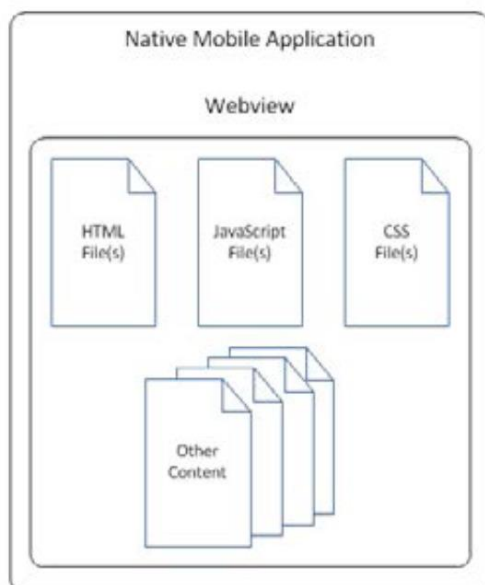 Native Mobile Application
Webview
HTML
File(s)
JavaScript
File(s)
CSS
File(s)
Other
Content